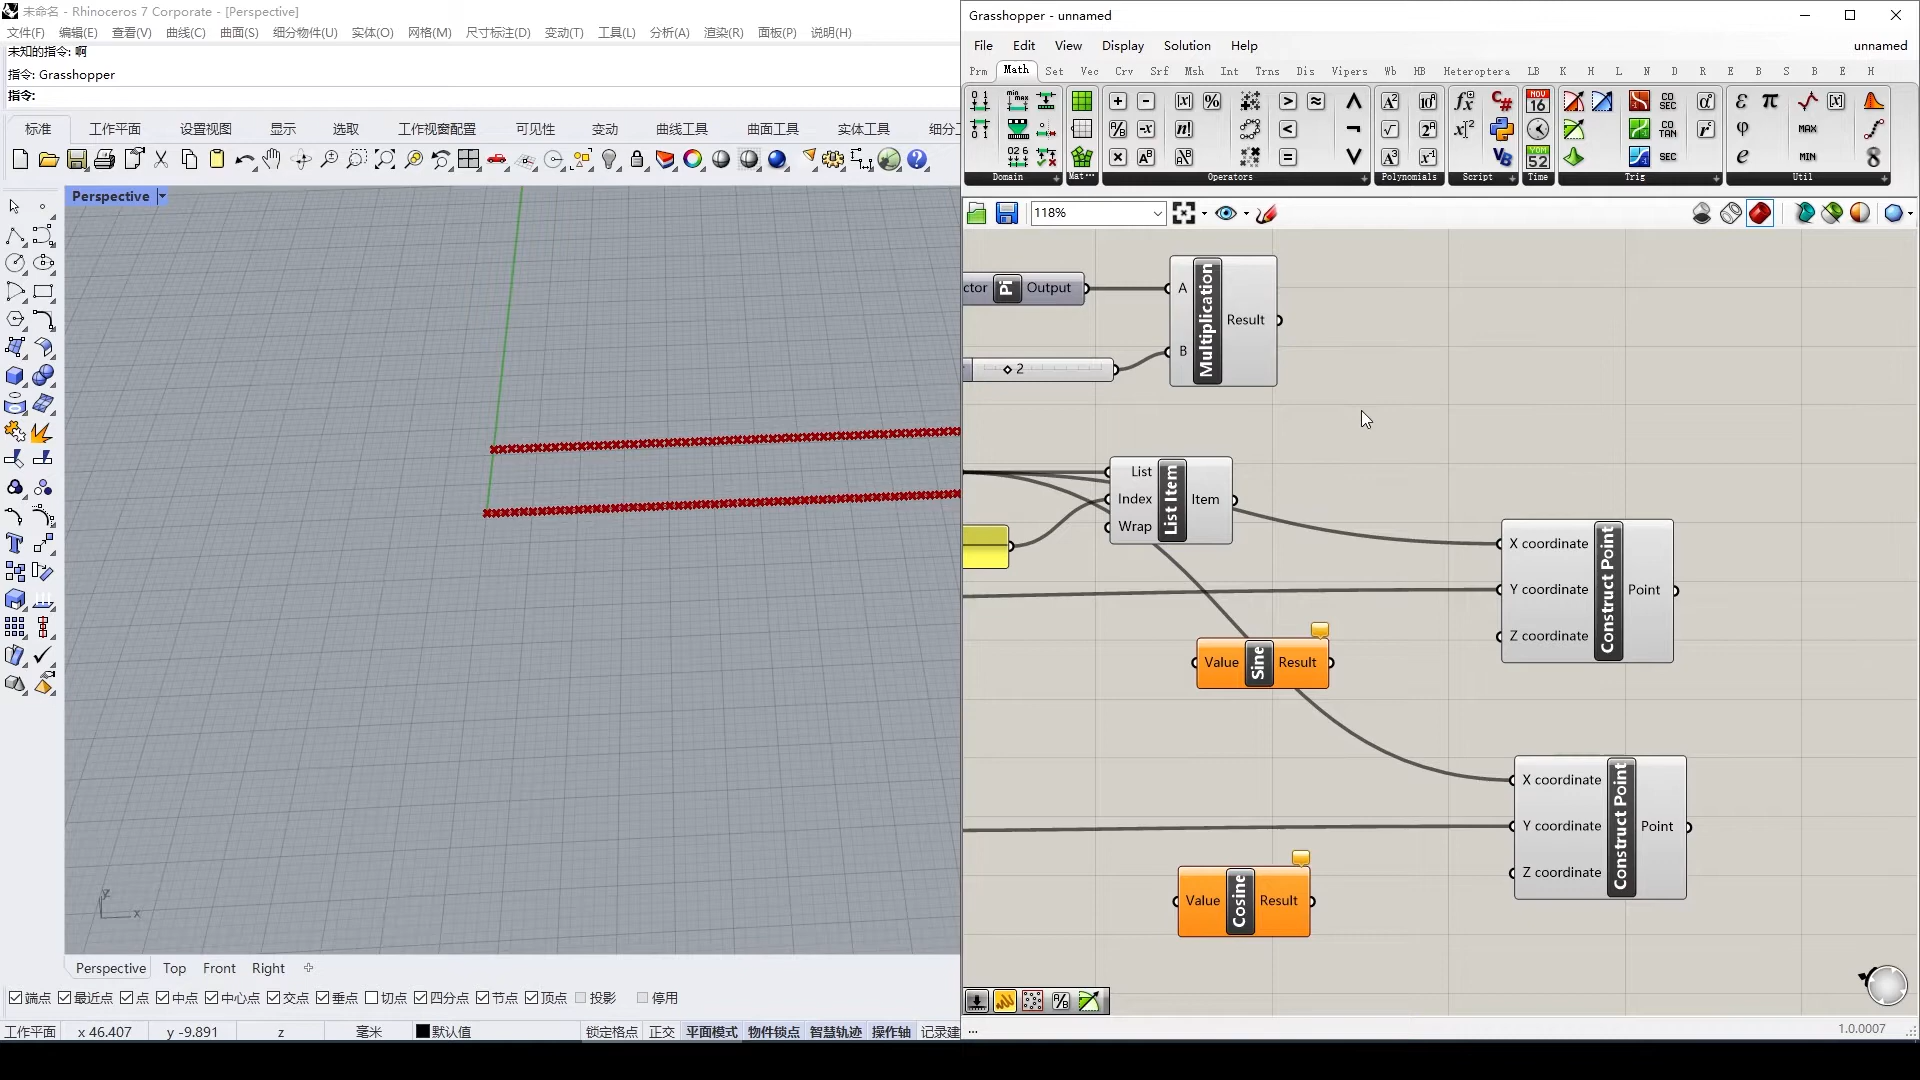 未命名 - Rhinoceros 7 Corporate - [Perspective]
文件(F) 编辑(E) 查看(V) 曲线(C) 曲面(S) 细分物件(U) 实体(O) 网格(M) 尺寸标注(D) 变动(T) 工具(L) 分析(A) 渲染(R) 面板(P) 说明(H)
未知的指令: 啊
指令: Grasshopper
指令:
标准 工作平面 设置视图 显示 选取 工作视窗配置 可见性 变动 曲线工具 曲面工具 实体工具 细分工
Perspective
z
x
Perspective Top Front Right
端点 最近点 点 中点 中心点 交点 垂点 切点 四分点 节点 顶点 投影 停用
工作平面 x 46.407 y -9.891 z 毫米 默认值 锁定格点 正交 平面模式 物件锁点 智慧轨迹 操作轴 记录建
Grasshopper - unnamed
File Edit View Display Solution Help unnamed
Prm Math Set Vec Crv Srf Msh Int Trns Dis Vipers Wb HB Heteroptera LB K H L N D R E B S B E H
Domain Mat··· Operators Polynomials Script Time Trig Util
118%
ctor Pi Output
2
A
B
Multiplication
Result
List
Index
Wrap
List Item
Item
X coordinate
Y coordinate
Z coordinate
Construct Point
Point
Value Sine Result
X coordinate
Y coordinate
Z coordinate
Construct Point
Point
Value Cosine Result
...
1.0.0007